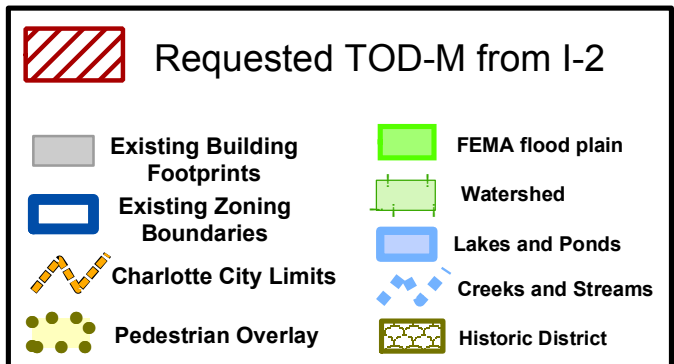 Requested TOD-M from I-2
Existing Building
Footprints
Existing Zoning
Boundaries
Charlotte City Limits
Pedestrian Overlay
FEMA flood plain
Watershed
Lakes and Ponds
Creeks and Streams
Historic District